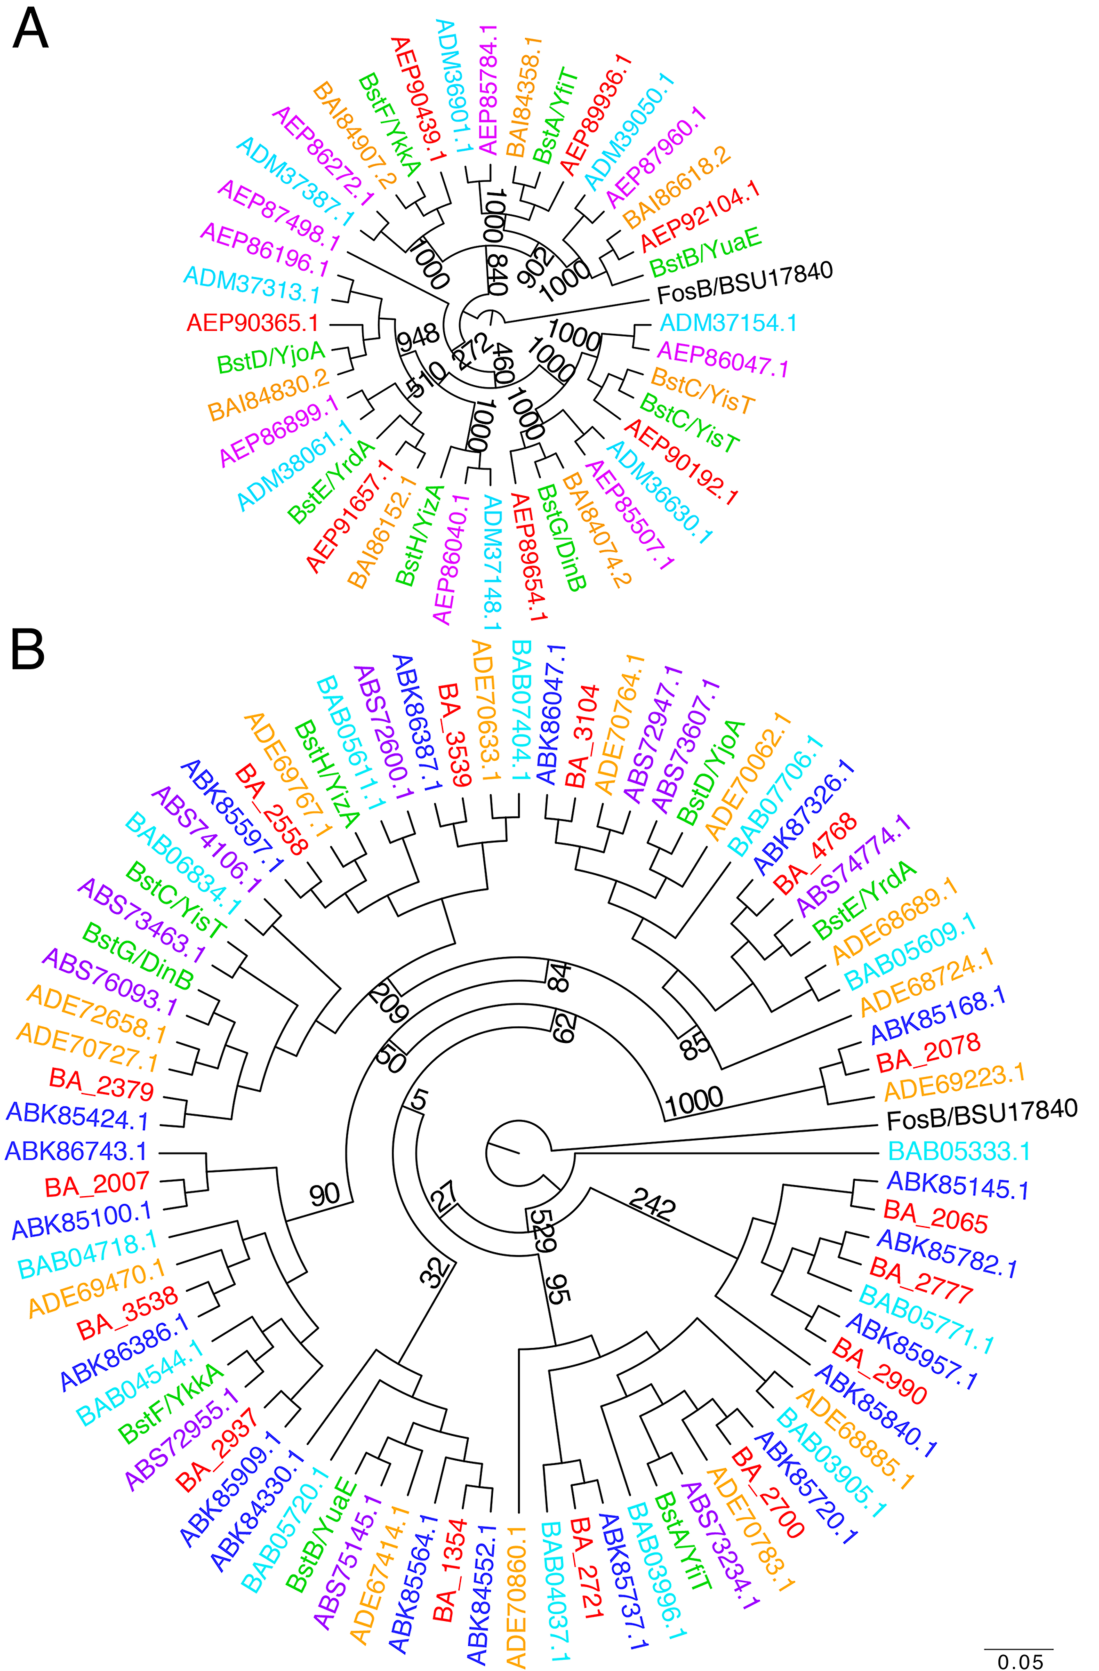 A
ADM36901.1
AEP85784.1
BAI84358.1
BstA/YfiT
AEP89936.1
ADM39050.1
AEP87960.1
BAI86618.2
AEP92104.1
BstB/YuaE
FosB/BSU17840
ADM37154.1
AEP86047.1
BstC/YisT
BstC/YisT
AEP90192.1
ADM36630.1
AEP85507.1
BAI84074.2
BstG/DinB
AEP89654.1
ADM37148.1
AEP86040.1
BstH/YizA
BAI86152.1
AEP91657.1
BstE/YrdA
ADM38061.1
AEP86899.1
BAI84830.2
BstD/YjoA
AEP90365.1
ADM37313.1
AEP86196.1
AEP87498.1
ADM37387.1
AEP86272.1
BAI84907.2
BstF/YkkA
AEP90439.1
1000
1000
840
902
1000
948
510
272
460
1000
1000
1000
1000
B
ADE70633.1
BAB07404.1
ABK86047.1
BA_3104
ADE70764.1
ABS72947.1
ABS73607.1
BstD/YjoA
ADE70062.1
BAB07706.1
ABK87326.1
BA_4768
ABS74774.1
BstE/YrdA
ADE68689.1
BAB05609.1
ADE68724.1
ABK85168.1
BA_2078
ADE69223.1
FosB/BSU17840
BAB05333.1
ABK85145.1
BA_2065
ABK85782.1
BA_2777
BAB05771.1
ABK85957.1
BA_2990
ABK85840.1
ADE68885.1
BAB03905.1
ABK85720.1
BA_2700
ADE70783.1
ABS73234.1
BstA/YfiT
BAB03996.1
ABK85737.1
BA_2721
BAB04037.1
ADE70860.1
ABK84552.1
BA_1354
ABK85564.1
ADE67414.1
ABS75145.1
BstB/YuaE
BAB05720.1
ABK84330.1
ABK85909.1
BA_2937
ABS72955.1
BstF/YkkA
BAB04544.1
ABK86386.1
BA_3538
ADE69470.1
BAB04718.1
ABK85100.1
BA_2007
ABK86743.1
ABK85424.1
BA_2379
ADE70727.1
ADE72658.1
ABS76093.1
BstG/DinB
ABS73463.1
BstC/YisT
BAB06834.1
ABS74106.1
ABK85597.1
BA_2558
ADE69767.1
BstH/YizA
BAB05611.1
ABS72600.1
ABK86387.1
BA_3539
209
84
85
50
62
1000
5
27
529
242
90
32
95
0.05